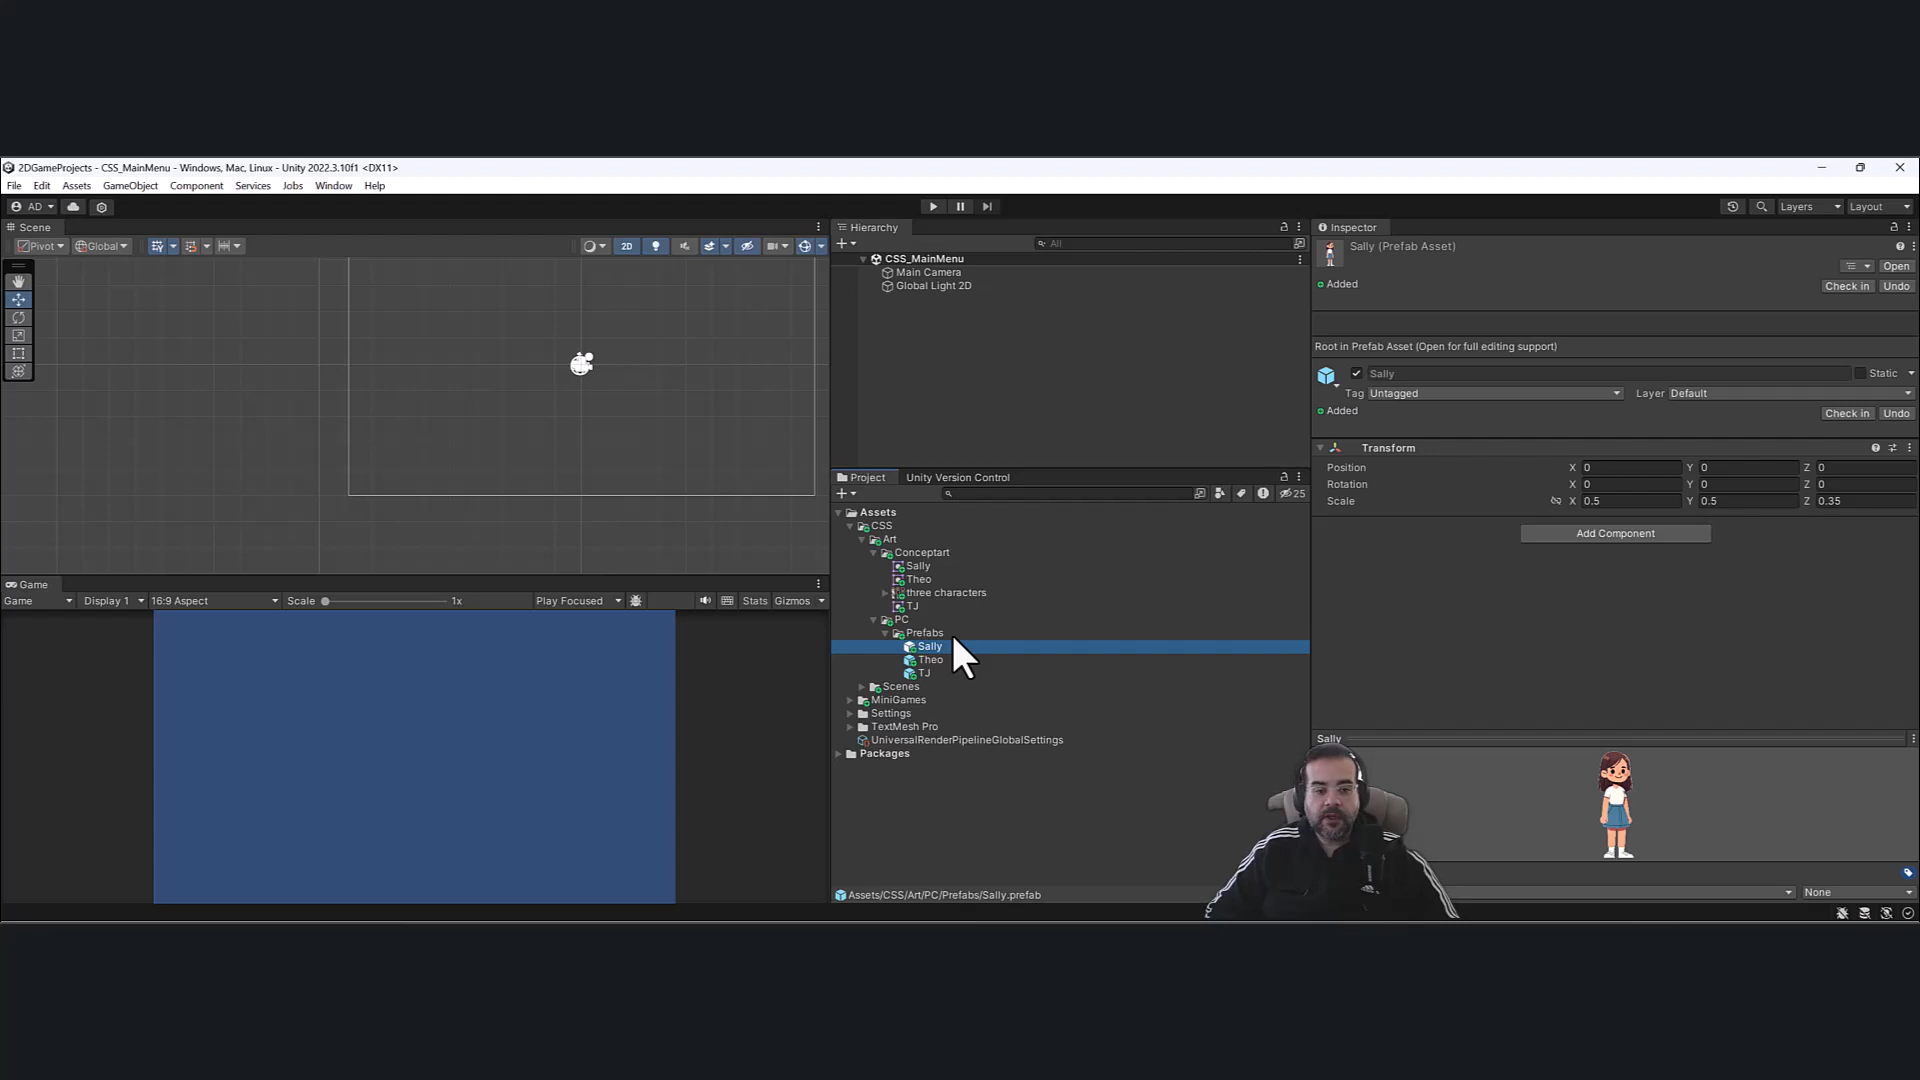 2DGameProjects - CSS_MainMenu - Windows, Mac, Linux - Unity 2022.3.10f1 <DX11>
File Edit Assets GameObject Component Services Jobs Window Help
AD
Layers
Layout
Scene
Pivot
Global
2D
Hierarchy
All
CSS_MainMenu
Main Camera
Global Light 2D
Inspector
Sally (Prefab Asset)
Open
Added
Check in
Undo
Root in Prefab Asset (Open for full editing support)
Sally
Static
Tag Untagged
Layer Default
Added
Check in
Undo
Transform
Position X 0 Y 0 Z 0
Rotation X 0 Y 0 Z 0
Scale X 0.5 Y 0.5 Z 0.35
Add Component
Project
Unity Version Control
25
Assets
CSS
Art
Conceptart
Sally
Theo
three characters
TJ
PC
Prefabs
Sally
Theo
TJ
Scenes
MiniGames
Settings
TextMesh Pro
UniversalRenderPipelineGlobalSettings
Packages
Assets/CSS/Art/PC/Prefabs/Sally.prefab
Game
Game
Display 1
16:9 Aspect
Scale
1x
Play Focused
Stats
Gizmos
Sally
None